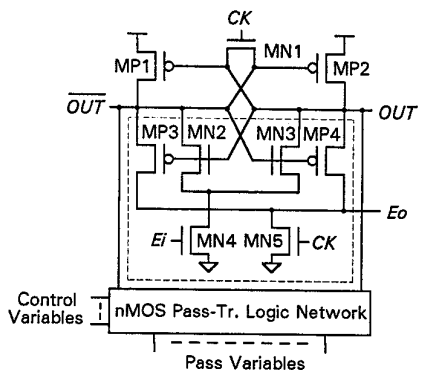 CK
MN1
MP1
MP2
OUT
OUT
MP3 MN2 MN3 MP4
Eo
Ei MN4 MN5 CK
Control
Variables
nMOS Pass-Tr. Logic Network
Pass Variables